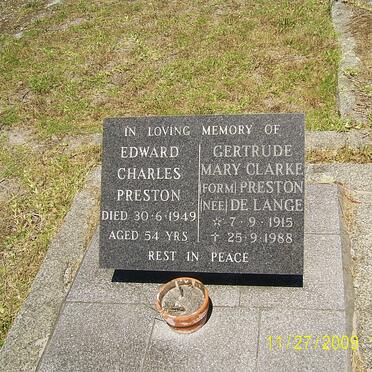 IN LOVING MEMORY OF
EDWARD
CHARLES
PRESTON
DIED 30·6·1949
AGED 54 YRS
GERTRUDE
MARY CLARKE
[FORM] PRESTON
[NEE] DE LANGE
☆ 7·9·1915
✝ 25·9·1988
REST IN PEACE
11/27/2009